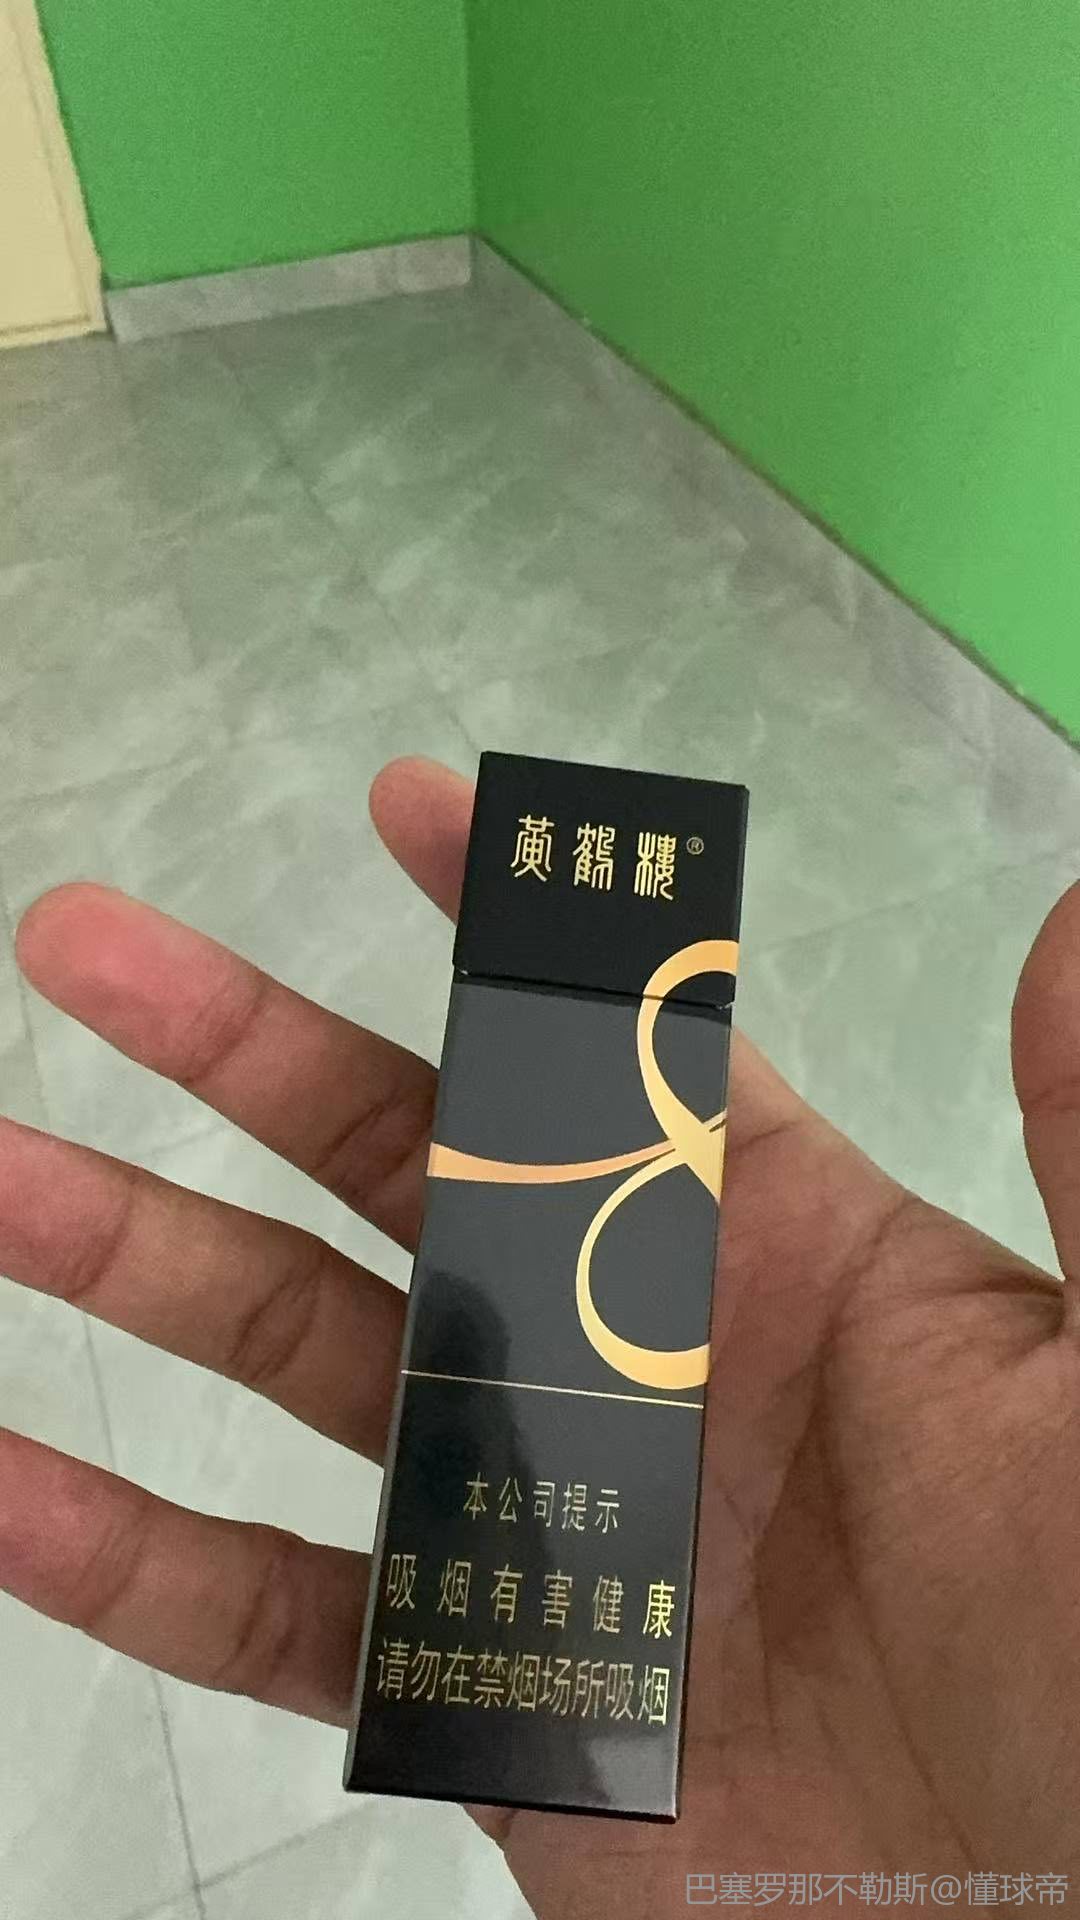 黄鹤楼®
本公司提示
吸烟有害健康
请勿在禁烟场所吸烟
巴塞罗那不勒斯@懂球帝